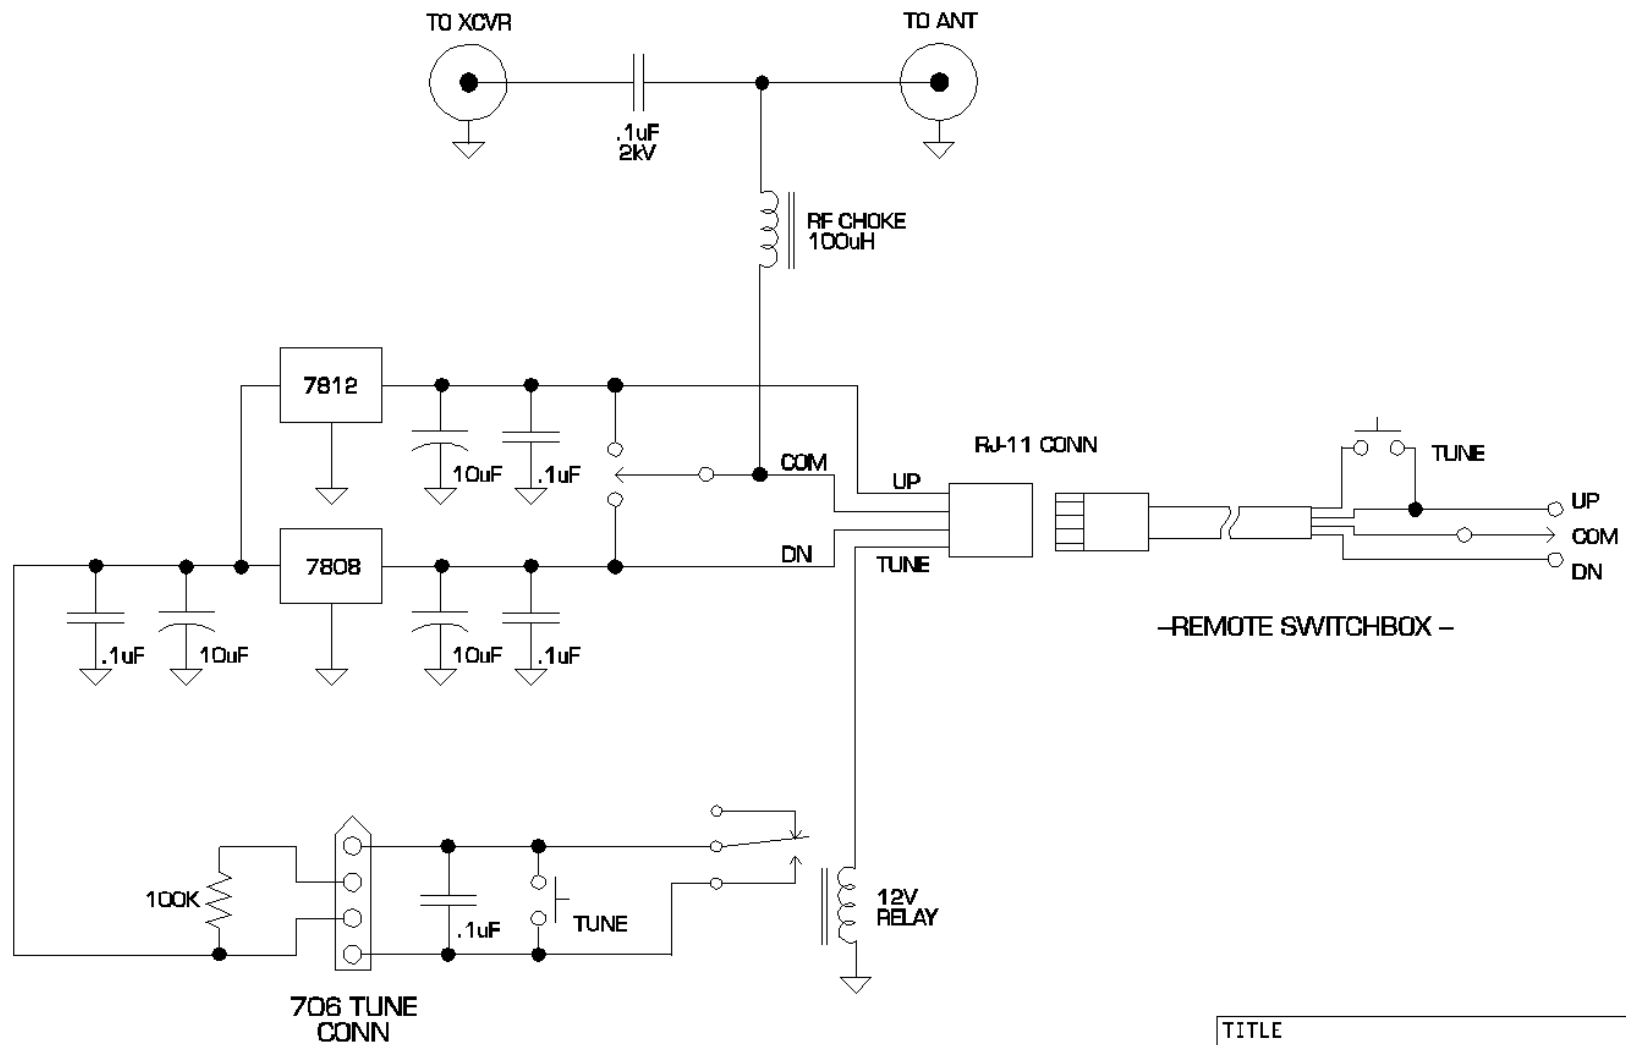 TO XCVR
TO ANT
.1uF
2kV
RF CHOKE
100uH
7812
10uF
.1uF
COM
UP
RJ-11 CONN
TUNE
UP
COM
DN
7808
DN
TUNE
.1uF
10uF
10uF
.1uF
–REMOTE SWITCHBOX –
100K
.1uF
TUNE
12V
RELAY
706 TUNE
CONN
TITLE